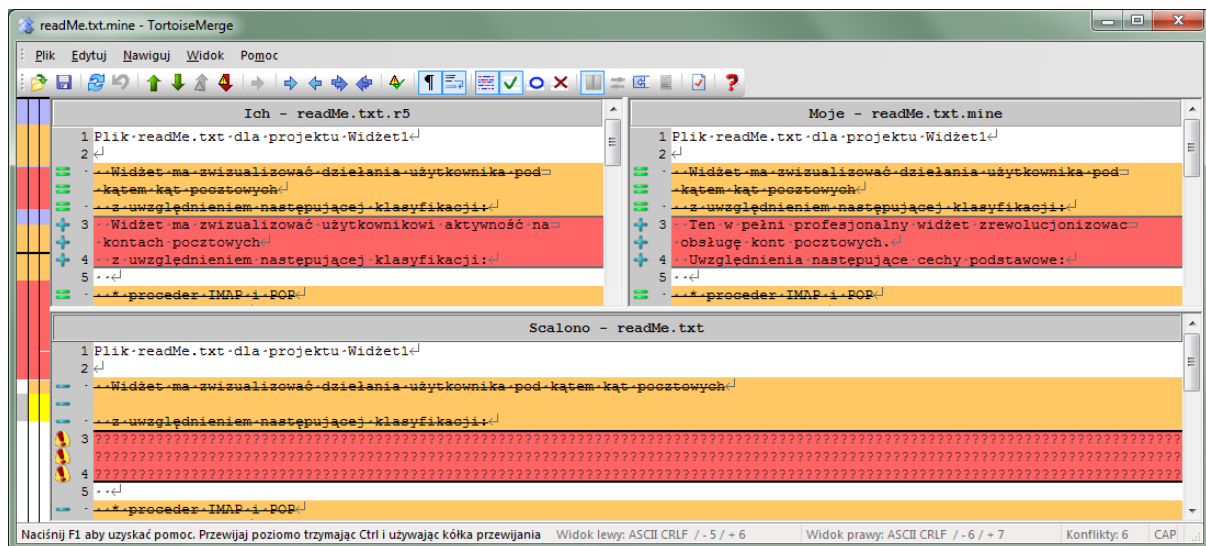 readMe.txt.mine - TortoiseMerge
Plik Edytuj Nawiguj Widok Pomoc
Ich - readMe.txt.r5
1 Plik·readMe.txt·dla·projektu·Widżet1
2
··Widżet·ma·zwizualizować·dzielania·użytkownika·pod
·kątem·kąt·pocztowych
··z·uwzględnieniem·następującej·klasyfikacji:
3 ··Widżet·ma·zwizualizować·użytkownikowi·aktywność·na
·kontach·pocztowych
4 ··z·uwzględnieniem·następującej·klasyfikacji:
5 ··
··*·proceder·IMAP·i·POP
Moje - readMe.txt.mine
1 Plik·readMe.txt·dla·projektu·Widżet1
2
··Widżet·ma·zwizualizować·dzielania·użytkownika·pod
·kątem·kąt·pocztowych
··z·uwzględnieniem·następującej·klasyfikacji:
3 ··Ten·w·pełni·profesjonalny·widżet·zrewolucjonizowac
·obsługę·kont·pocztowych.
4 ··Uwzględnienia·następujące·cechy·podstawowe:
5 ··
··*·proceder·IMAP·i·POP
Scalono - readMe.txt
1 Plik·readMe.txt·dla·projektu·Widżet1
2
··Widżet·ma·zwizualizować·dzielania·użytkownika·pod·kątem·kąt·pocztowych
··z·uwzględnieniem·następującej·klasyfikacji:
3
4
5 ··
··*·proceder·IMAP·i·POP
Naciśnij F1 aby uzyskać pomoc. Przewijaj poziomo trzymając Ctrl i używając kółka przewijania Widok lewy: ASCII CRLF / - 5 / + 6 Widok prawy: ASCII CRLF / - 6 / + 7 Konflikty: 6 CAP